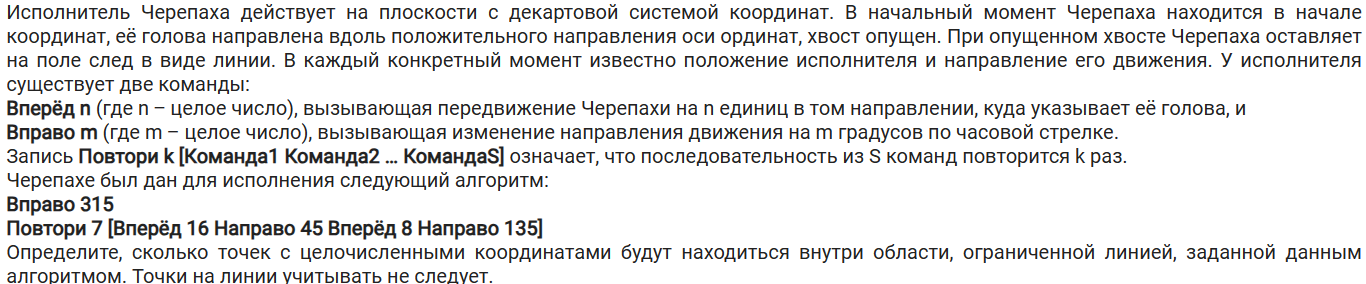 Исполнитель Черепаха действует на плоскости с декартовой системой координат. В начальный момент Черепаха находится в начале
координат, её голова направлена вдоль положительного направления оси ординат, хвост опущен. При опущенном хвосте Черепаха оставляет
на поле след в виде линии. В каждый конкретный момент известно положение исполнителя и направление его движения. У исполнителя
существует две команды:
Вперёд n (где n – целое число), вызывающая передвижение Черепахи на n единиц в том направлении, куда указывает её голова, и
Вправо m (где m – целое число), вызывающая изменение направления движения на m градусов по часовой стрелке.
Запись Повтори k [Команда1 Команда2 … КомандаS] означает, что последовательность из S команд повторится k раз.
Черепахе был дан для исполнения следующий алгоритм:
Вправо 315
Повтори 7 [Вперёд 16 Направо 45 Вперёд 8 Направо 135]
Определите, сколько точек с целочисленными координатами будут находиться внутри области, ограниченной линией, заданной данным
алгоритмом. Точки на линии учитывать не следует.